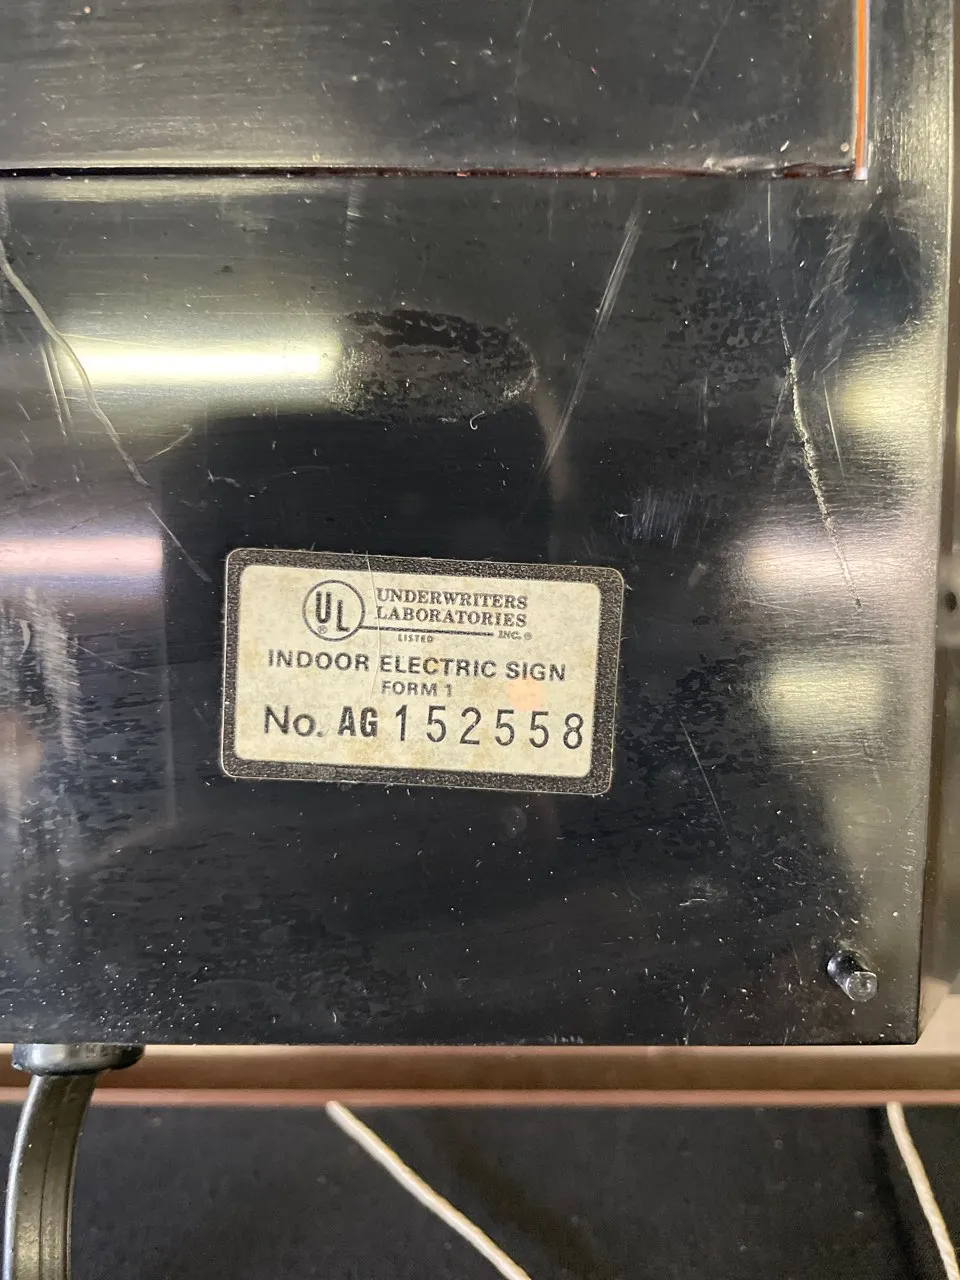 UL®
UNDERWRITERS
LABORATORIES
INC.®
LISTED
INDOOR ELECTRIC SIGN
FORM 1
No. AG 152558